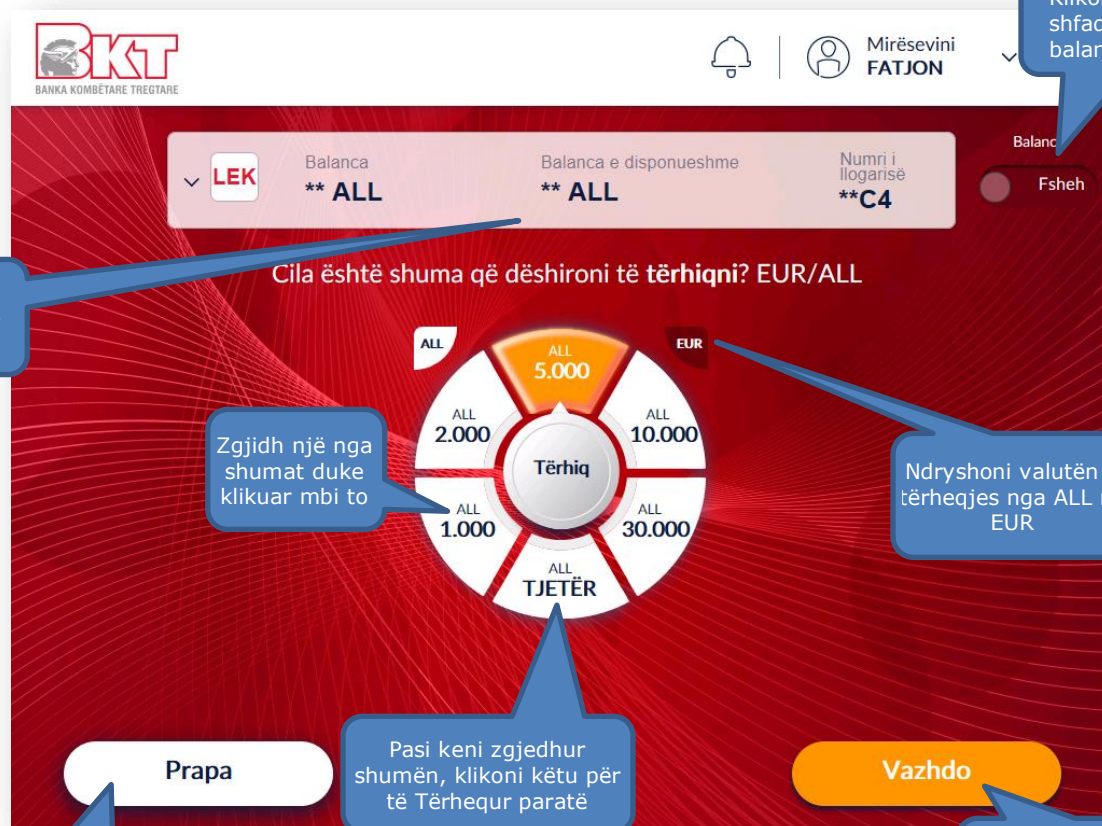 BKT
BANKA KOMBËTARE TREGTARE
Mirësevini
FATJON
LEK
Balanca
** ALL
Balanca e disponueshme
** ALL
Numri i
llogarisë
**C4
Fsheh
Cila është shuma që dëshironi të tërhiqni? EUR/ALL
ALL
EUR
ALL
5.000
ALL
2.000
ALL
10.000
Tërhiq
ALL
1.000
ALL
30.000
ALL
TJETËR
Zgjidh një nga
shumat duke
klikuar mbi to
Ndryshoni valutën
tërheqjes nga ALL
EUR
Pasi keni zgjedhur
shumën, klikoni këtu për
të Tërhequr paratë
Prapa
Vazhdo